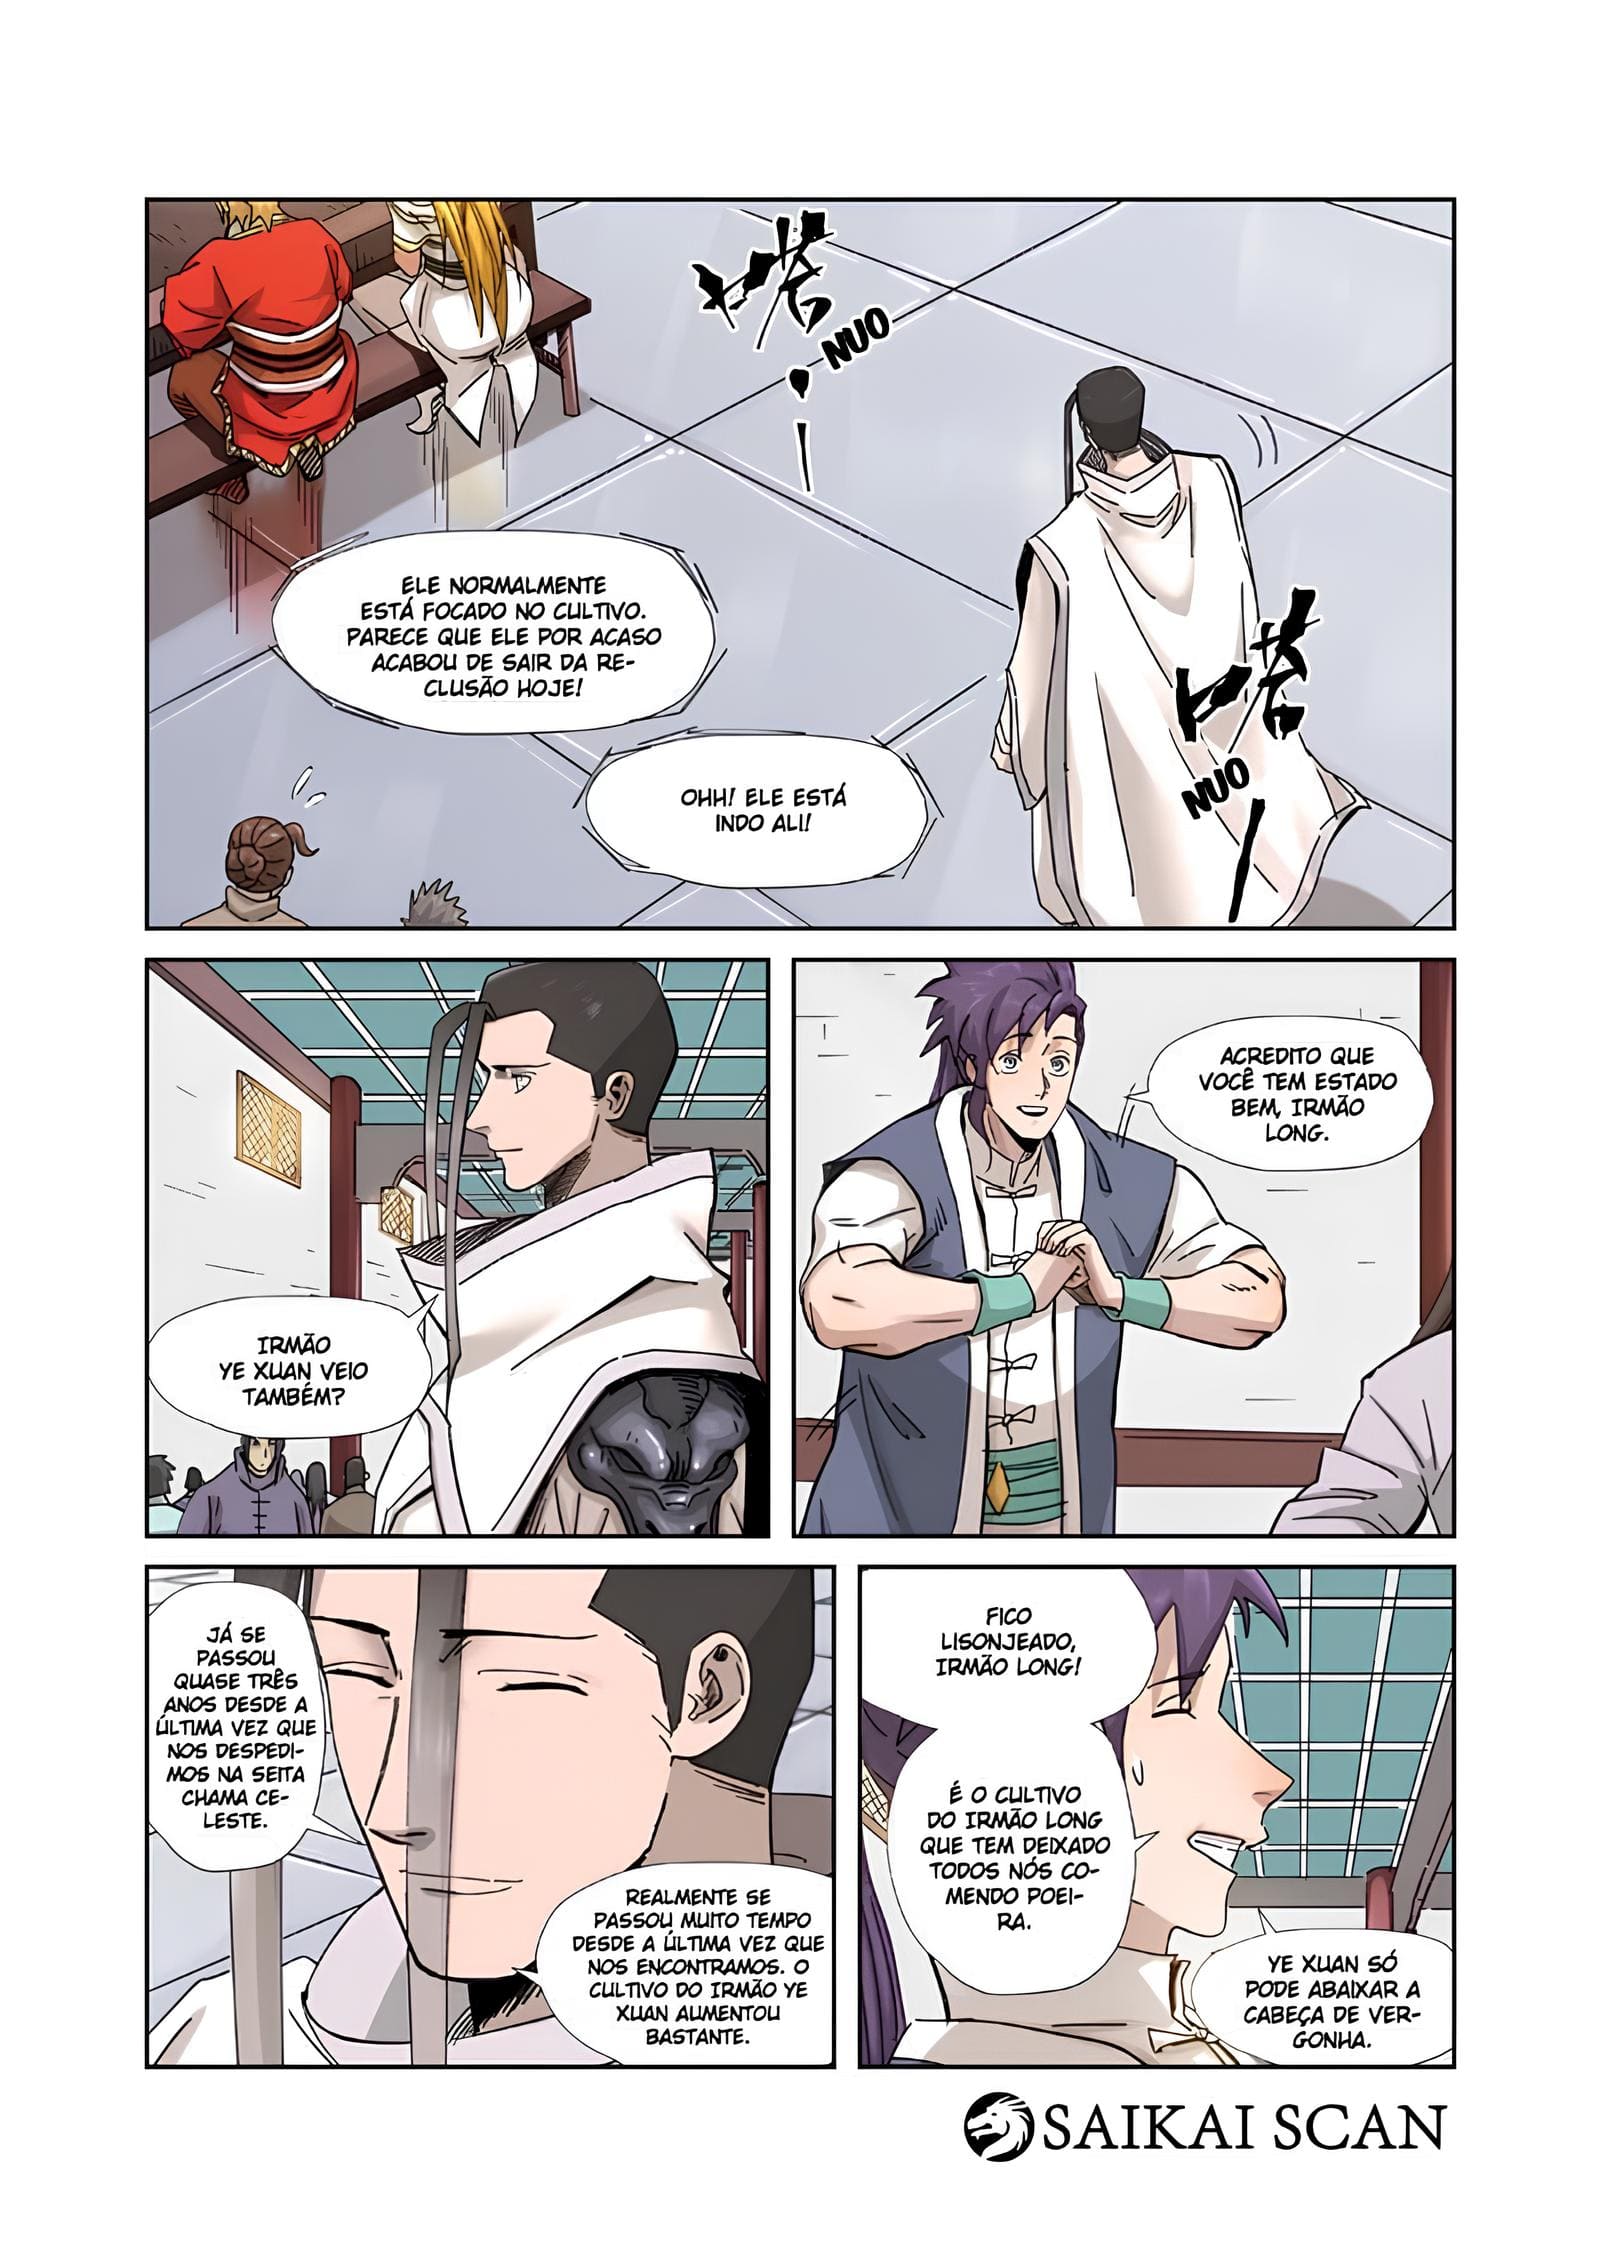 嗒
NUO
ELE NORMALMENTE
ESTÁ FOCADO NO CULTIVO.
PARECE QUE ELE POR ACASO
ACABOU DE SAIR DA RE-
CLUSÃO HOJE!
OHH! ELE ESTÁ
INDO ALI!
嗒
NUO
IRMÃO
YE XUAN VEIO
TAMBÉM?
ACREDITO QUE
VOCÊ TEM ESTADO
BEM, IRMÃO
LONG.
JÁ SE
PASSOU
QUASE TRÊS
ANOS DESDE A
ÚLTIMA VEZ QUE
NOS DESPEDI-
MOS NA SEITA
CHAMA CE-
LESTE.
REALMENTE SE
PASSOU MUITO TEMPO
DESDE A ÚLTIMA VEZ QUE
NOS ENCONTRAMOS. O
CULTIVO DO IRMÃO YE
XUAN AUMENTOU
BASTANTE.
FICO
LISONJEADO,
IRMÃO LONG!
É O CULTIVO
DO IRMÃO LONG
QUE TEM DEIXADO
TODOS NÓS CO-
MENDO POEI-
RA.
YE XUAN SÓ
PODE ABAIXAR A
CABEÇA DE VER-
GONHA.
SAIKAI SCAN